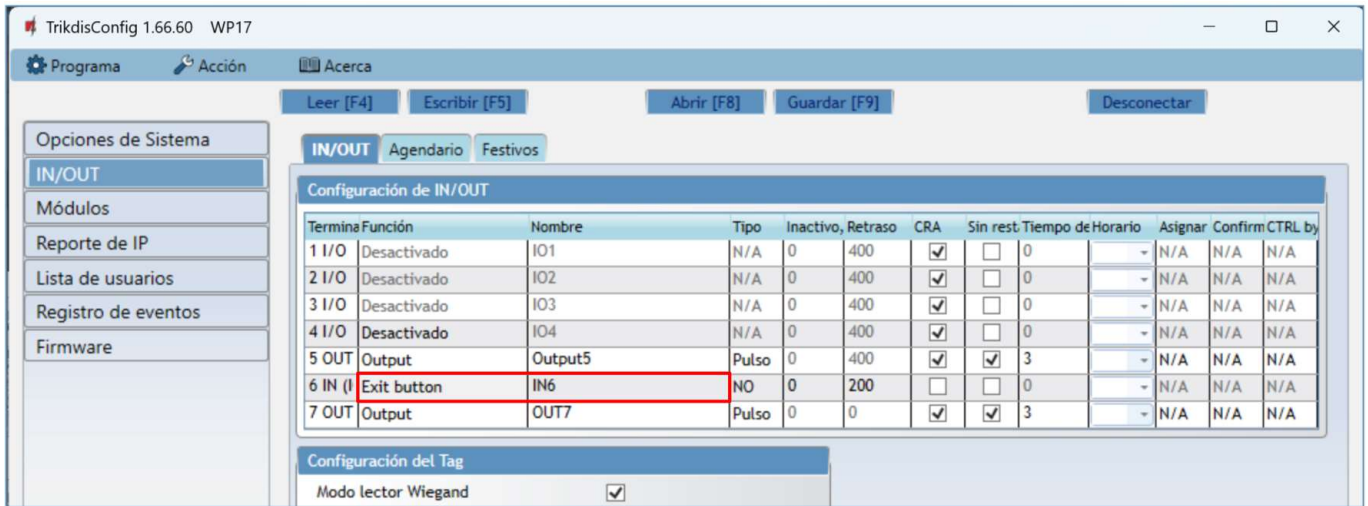 TrikdisConfig 1.66.60 WP17
Programa Acción Acerca
Leer [F4] Escribir [F5] Abrir [F8] Guardar [F9] Desconectar
Opciones de Sistema
IN/OUT
Módulos
Reporte de IP
Lista de usuarios
Registro de eventos
Firmware
IN/OUT Agendario Festivos
Configuración de IN/OUT
Termina Función Nombre Tipo Inactivo, Retraso CRA Sin rest Tiempo de Horario Asignar Confirm CTRL by
1 I/O Desactivado IO1 N/A 0 400 0 N/A N/A N/A
2 I/O Desactivado IO2 N/A 0 400 0 N/A N/A N/A
3 I/O Desactivado IO3 N/A 0 400 0 N/A N/A N/A
4 I/O Desactivado IO4 N/A 0 400 0 N/A N/A N/A
5 OUT Output Output5 Pulso 0 400 3 N/A N/A N/A
6 IN (I Exit button IN6 NO 0 200 0 N/A N/A N/A
7 OUT Output OUT7 Pulso 0 0 3 N/A N/A N/A
Configuración del Tag
Modo lector Wiegand